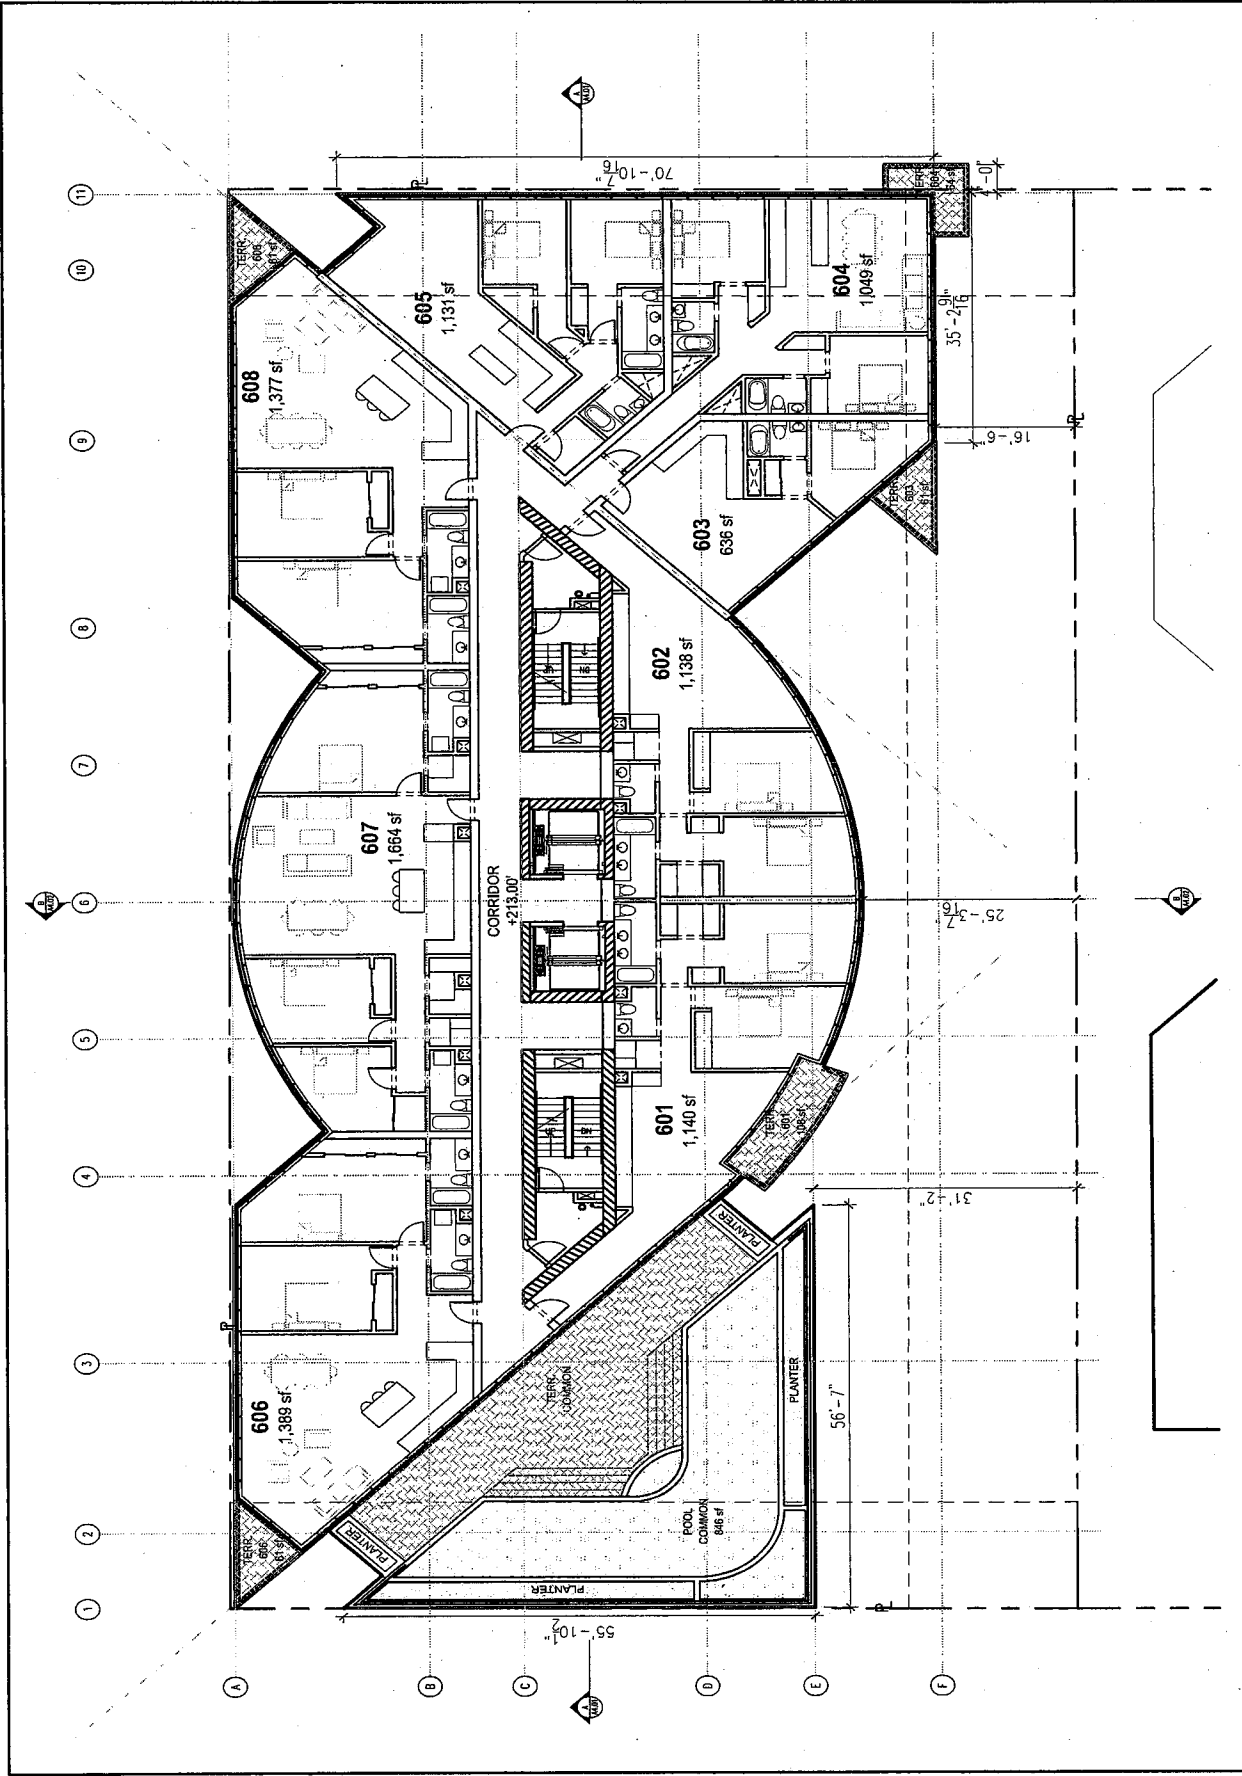 11
10
9
8
7
6
5
4
3
2
1
A
B
C
D
E
F
606
1,389 sf
607
1,664 sf
608
1,377 sf
605
1,131 sf
604
1,049 sf
603
636 sf
602
1,138 sf
601
1,140 sf
CORRIDOR
+213.00'
TERR.
606
61 sf
TERR.
608
61 sf
TERR.
603
61 sf
TERR.
601
TERR.
604
TERR.
COMMON
POOL
COMMON
846 sf
PLANTER
PLANTER
PLANTER
PLANTER
70'-10 7/16"
35'-2 9/16"
16'-6"
25'-3 7/16"
31'-2"
56'-7"
55'-10 1/2"
DN
A
A
B
B